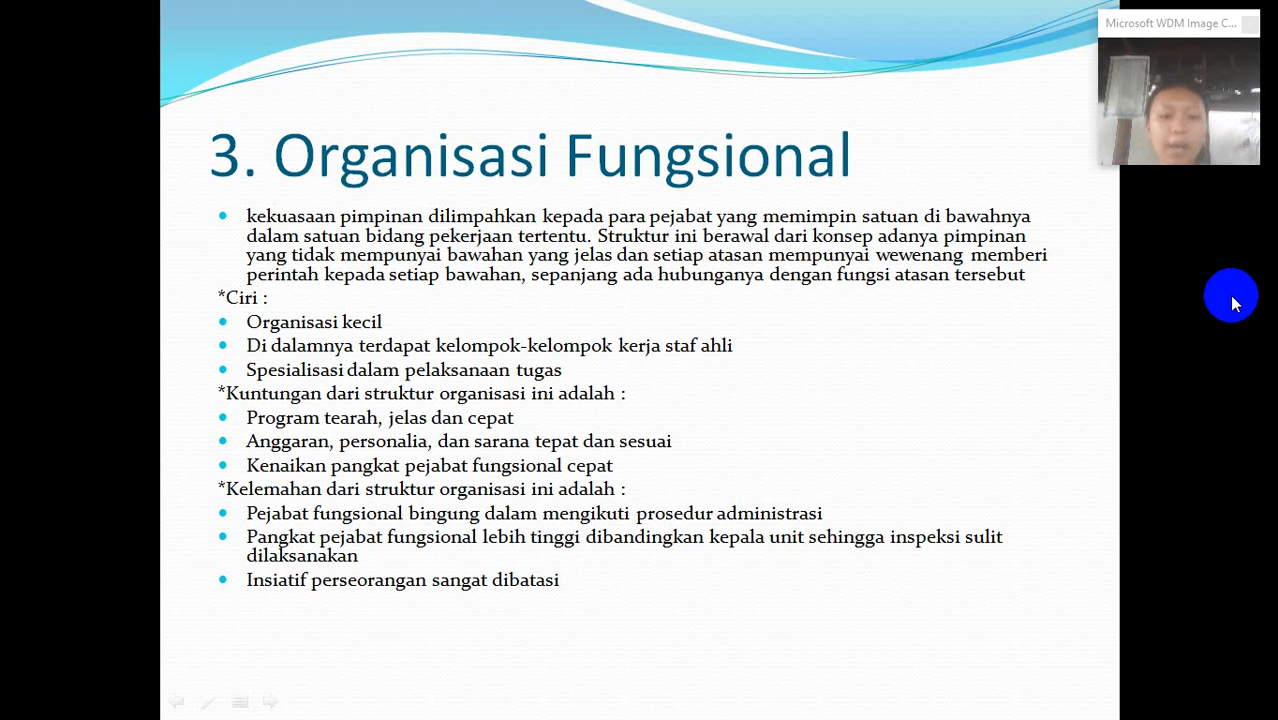 Microsoft WDM Image C...
3. Organisasi Fungsional
kekuasaan pimpinan dilimpahkan kepada para pejabat yang memimpin satuan di bawahnya
dalam satuan bidang pekerjaan tertentu. Struktur ini berawal dari konsep adanya pimpinan
yang tidak mempunyai bawahan yang jelas dan setiap atasan mempunyai wewenang memberi
perintah kepada setiap bawahan, sepanjang ada hubunganya dengan fungsi atasan tersebut
*Ciri :
Organisasi kecil
Di dalamnya terdapat kelompok-kelompok kerja staf ahli
Spesialisasi dalam pelaksanaan tugas
*Kuntungan dari struktur organisasi ini adalah :
Program tearah, jelas dan cepat
Anggaran, personalia, dan sarana tepat dan sesuai
Kenaikan pangkat pejabat fungsional cepat
*Kelemahan dari struktur organisasi ini adalah :
Pejabat fungsional bingung dalam mengikuti prosedur administrasi
Pangkat pejabat fungsional lebih tinggi dibandingkan kepala unit sehingga inspeksi sulit
dilaksanakan
Insiatif perseorangan sangat dibatasi